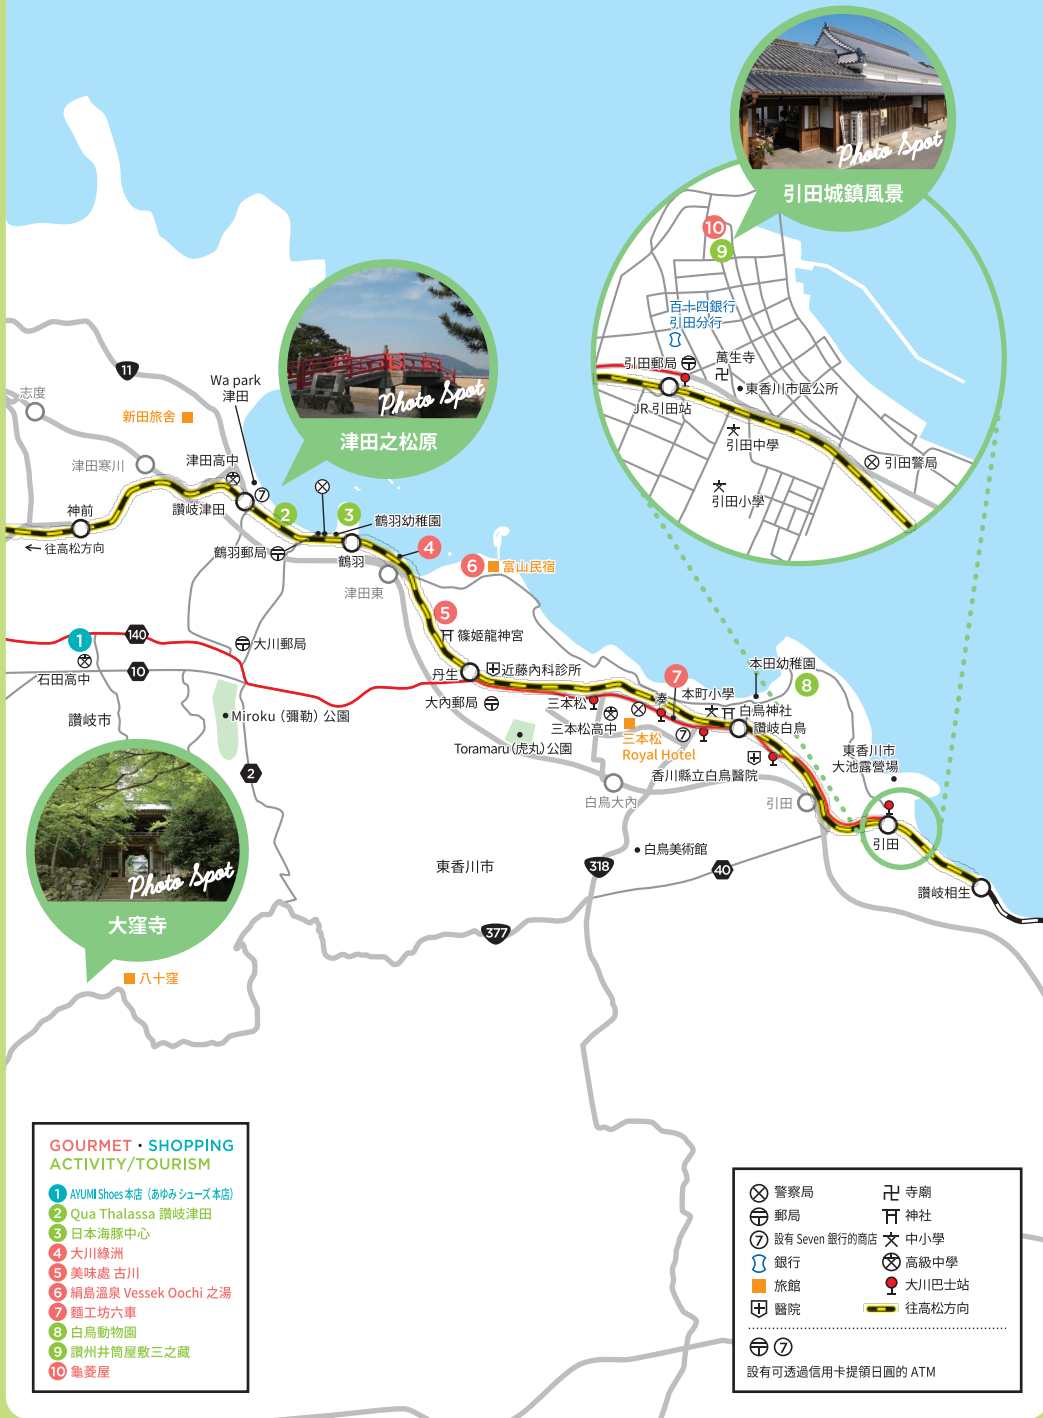 Photo Spot
引田城鎮風景
10
9
百十四銀行
引田分行
引田郵局
萬生寺
東香川市區公所
JR 引田站
引田中學
引田警局
引田小學
11
志度
新田旅舍
Wa park
津田
Photo Spot
津田之松原
津田寒川
津田高中
7
神前
讚岐津田
2
3
鶴羽幼稚園
往高松方向
鶴羽郵局
鶴羽
4
津田東
6
富山民宿
5
篠姬龍神宮
1
140
石田高中
10
大川郵局
丹生
近藤內科診所
讚岐市
Miroku（彌勒）公園
大內郵局
三本松
三本松高中
湊
7
本町小學
本田幼稚園
8
白鳥神社
讚岐白鳥
Toramaru（虎丸）公園
三本松
Royal Hotel
7
香川縣立白鳥醫院
東香川市
大池露營場
2
白鳥大內
引田
引田
Photo Spot
大窪寺
東香川市
318
白鳥美術館
40
讚岐相生
377
八十窪
GOURMET・SHOPPING
ACTIVITY/TOURISM
1 AYUMI Shoes 本店（あゆみシューズ 本店）
2 Qua Thalassa 讚岐津田
3 日本海豚中心
4 大川綠洲
5 美味處 古川
6 絹島溫泉 Vessek Oochi 之湯
7 麵工坊六車
8 白鳥動物園
9 讚州井筒屋敷三之藏
10 龜菱屋
警察局
寺廟
郵局
神社
7 設有 Seven 銀行的商店
中小學
銀行
高級中學
旅館
大川巴士站
醫院
往高松方向
7
設有可透過信用卡提領日圓的 ATM